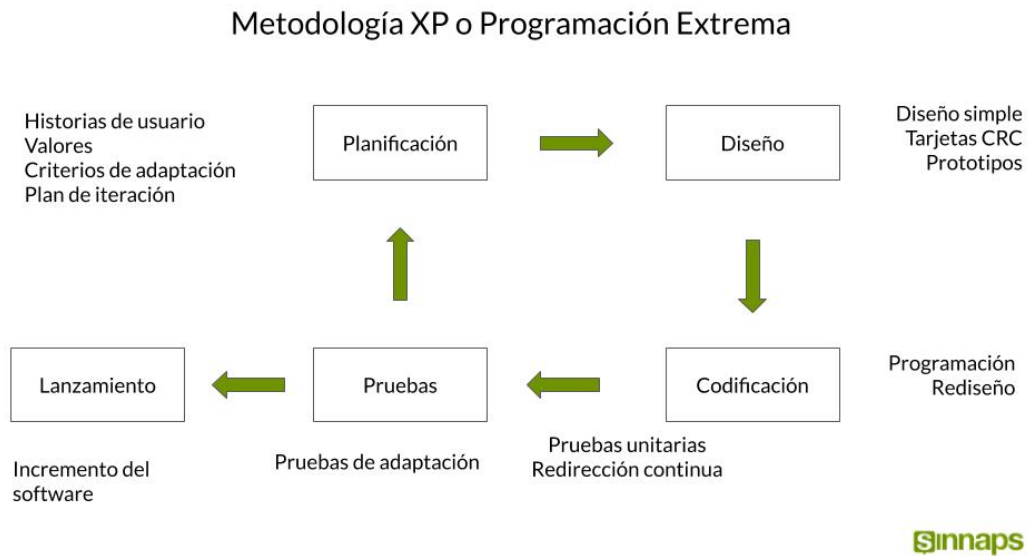 Metodología XP o Programación Extrema
Historias de usuario
Valores
Criterios de adaptación
Plan de iteración
Planificación
Diseño
Diseño simple
Tarjetas CRC
Prototipos
Lanzamiento
Pruebas
Codificación
Programación
Rediseño
Incremento del
software
Pruebas de adaptación
Pruebas unitarias
Redirección continua
Sinnaps